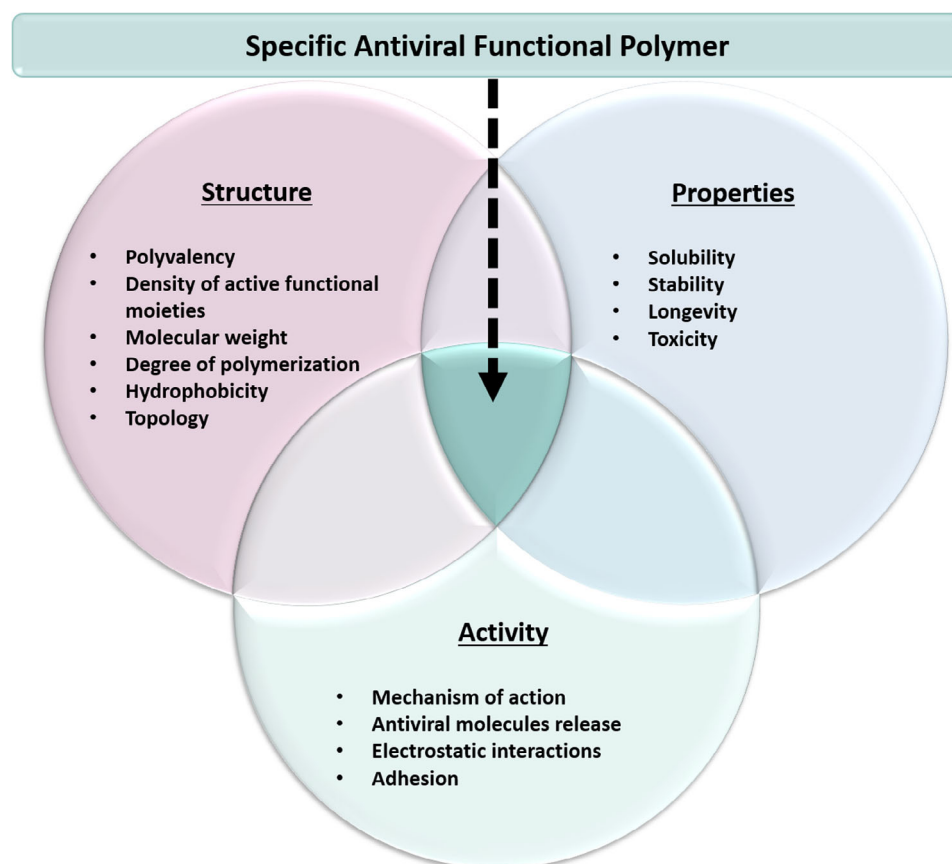 Specific Antiviral Functional Polymer
Structure
• Polyvalency
• Density of active functional
moieties
• Molecular weight
• Degree of polymerization
• Hydrophobicity
• Topology
Properties
• Solubility
• Stability
• Longevity
• Toxicity
Activity
• Mechanism of action
• Antiviral molecules release
• Electrostatic interactions
• Adhesion